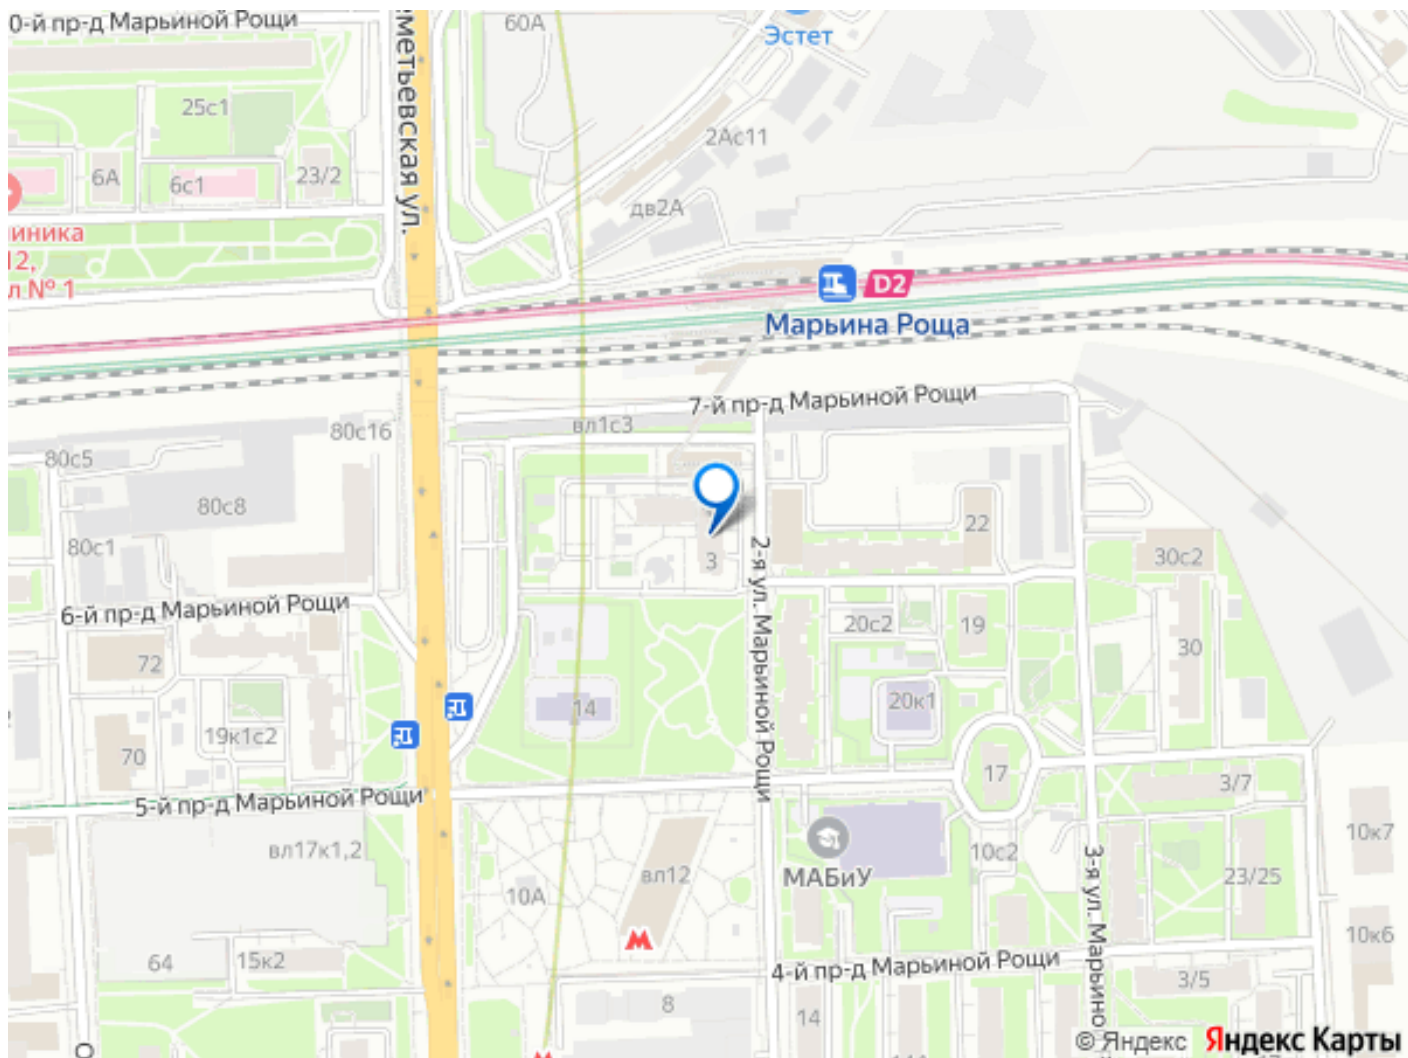 0-й пр-д Марьиной Рощи
60А
Эстет
метьевская ул.
25с1
2Ас11
6А
6с1
23/2
дв2А
иника
12,
л № 1
D2
Марьина Роща
7-й пр-д Марьиной Рощи
вл1с3
80с16
80с5
80с8
80с1
3
22
30с2
2-я ул. Марьиной Рощи
6-й пр-д Марьиной Рощи
20с2
19
30
72
14
20к1
19к1с2
70
17
3/7
5-й пр-д Марьиной Рощи
10к7
вл17к1,2
10с2
МАБиУ
вл12
10А
23/25
3-я ул. Марьино
10к6
64
15к2
4-й пр-д Марьиной Рощи
3/5
8
14
© Яндекс Яндекс Карты